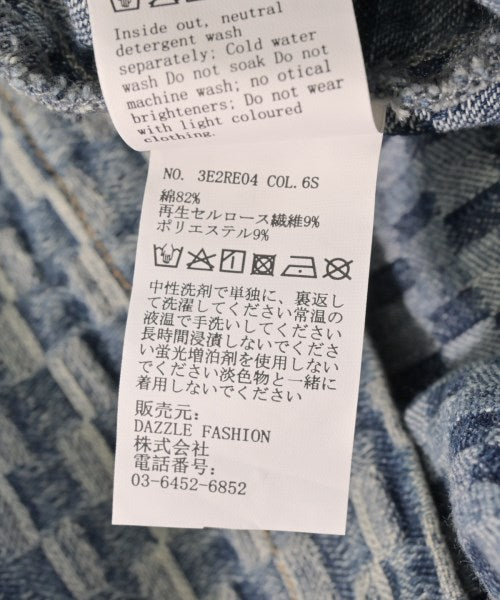 Inside out, neutral
detergent wash
separately; Cold water
wash Do not soak Do not
machine wash; no otical
brighteners; Do not wear
with light coloured
clothing.
NO. 3E2RE04 COL.6S
綿82%
再生セルロース繊維9%
ポリエステル9%
中性洗剤で単独に、裏返し
て洗濯してください常温の
液温で手洗いしてください
長時間浸漬しないでくださ
い蛍光増泊剤を使用しない
でください淡色物と一緒に
着用しないでください
販売元:
DAZZLE FASHION
株式会社
電話番号:
03-6452-6852